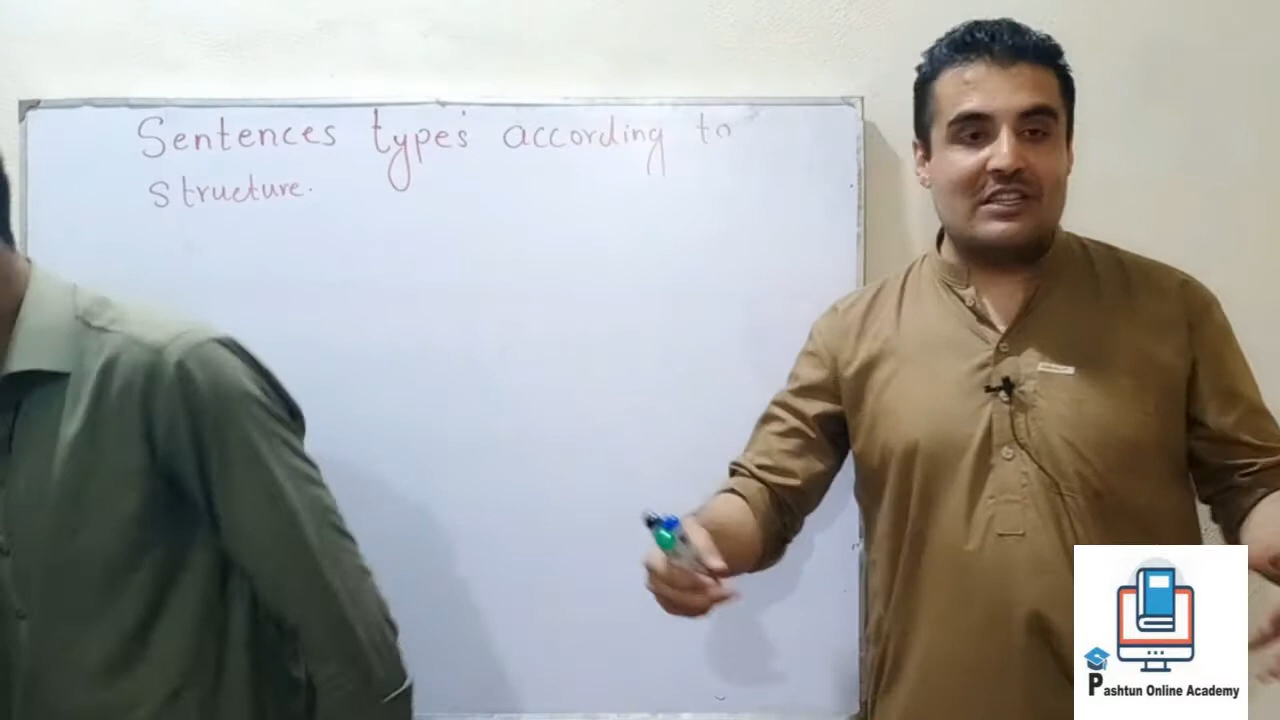 Sentences types according to
structure.
Pashtun Online Academy